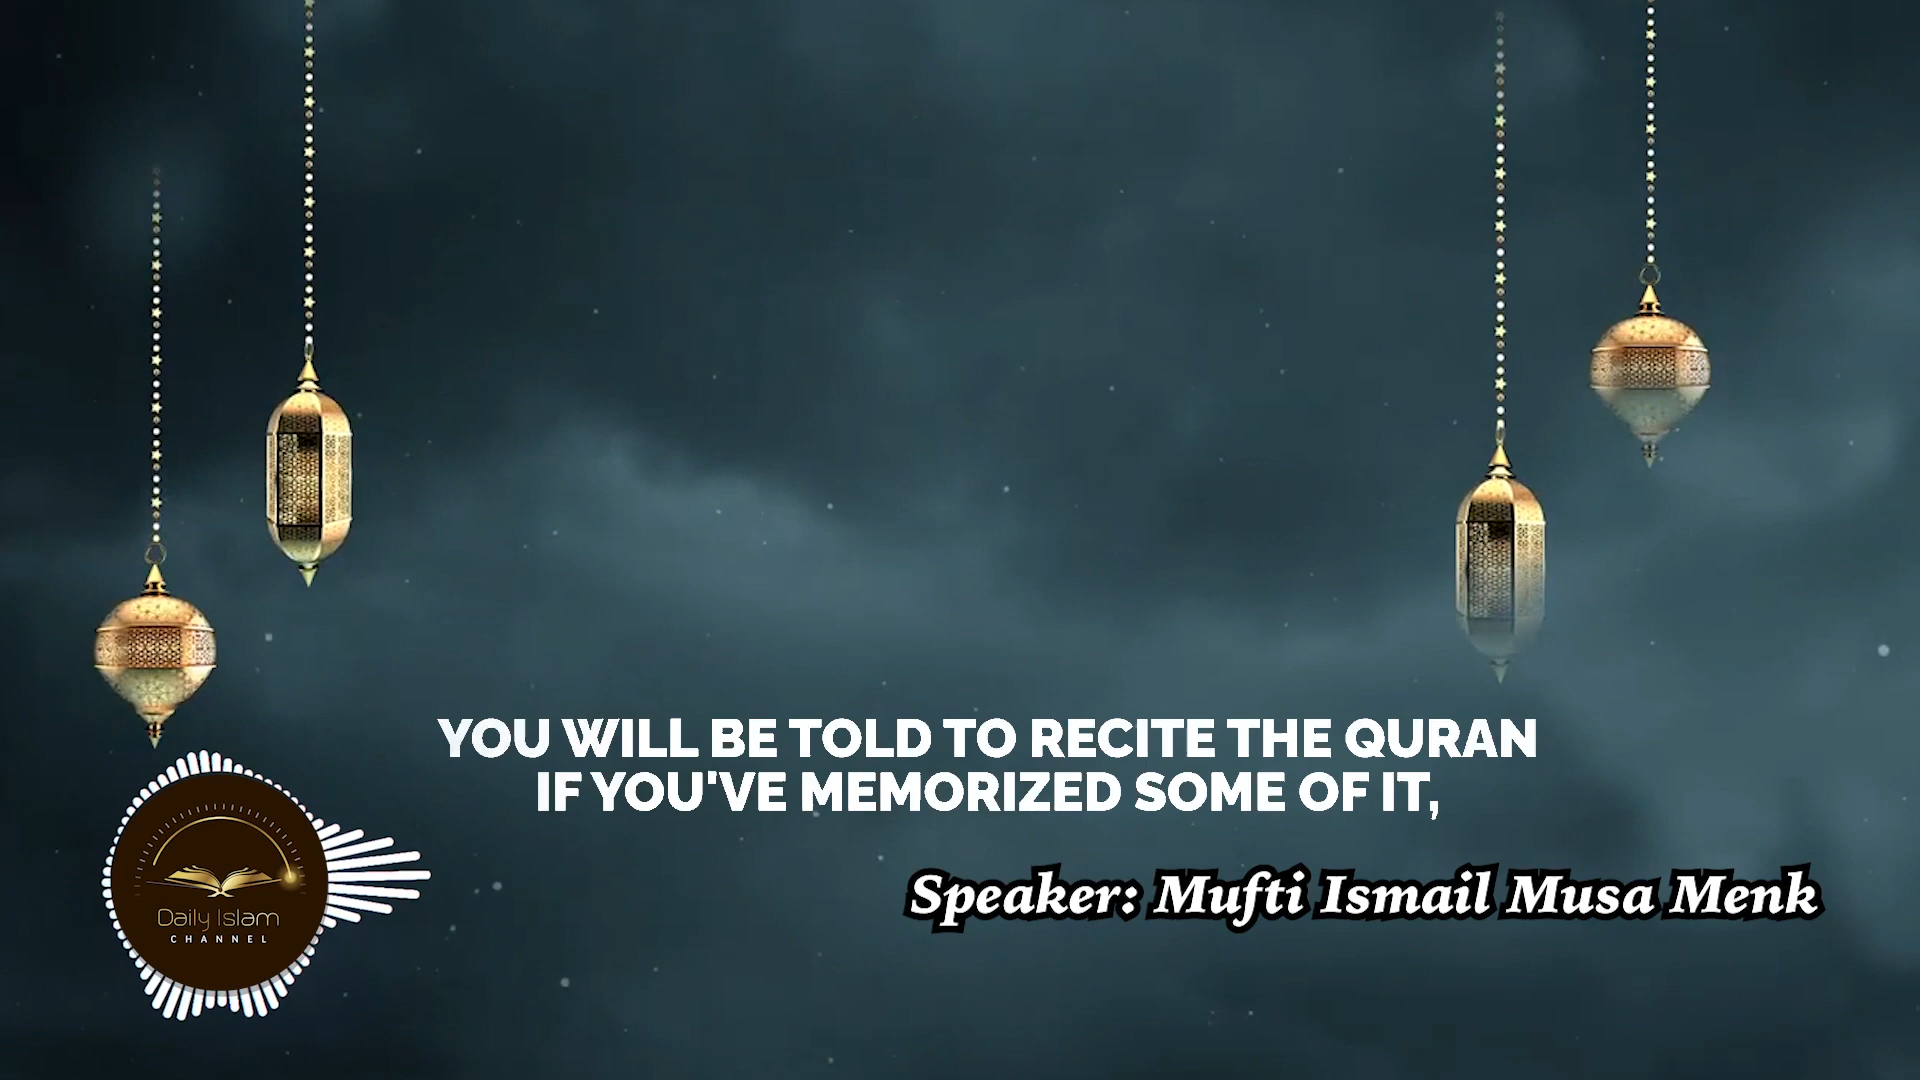 YOU WILL BE TOLD TO RECITE THE QURAN
IF YOU'VE MEMORIZED SOME OF IT,
Speaker: Mufti Ismail Musa Menk
Daily Islam
CHANNEL